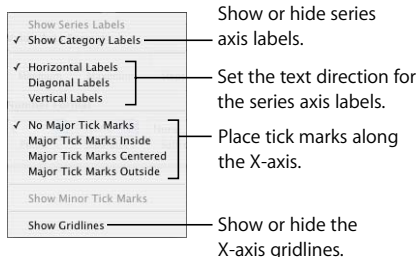 Show Series Labels
✓ Show Category Labels
✓ Horizontal Labels
Diagonal Labels
Vertical Labels
✓ No Major Tick Marks
Major Tick Marks Inside
Major Tick Marks Centered
Major Tick Marks Outside
Show Minor Tick Marks
Show Gridlines
Show or hide series
axis labels.
Set the text direction for
the series axis labels.
Place tick marks along
the X-axis.
Show or hide the
X-axis gridlines.